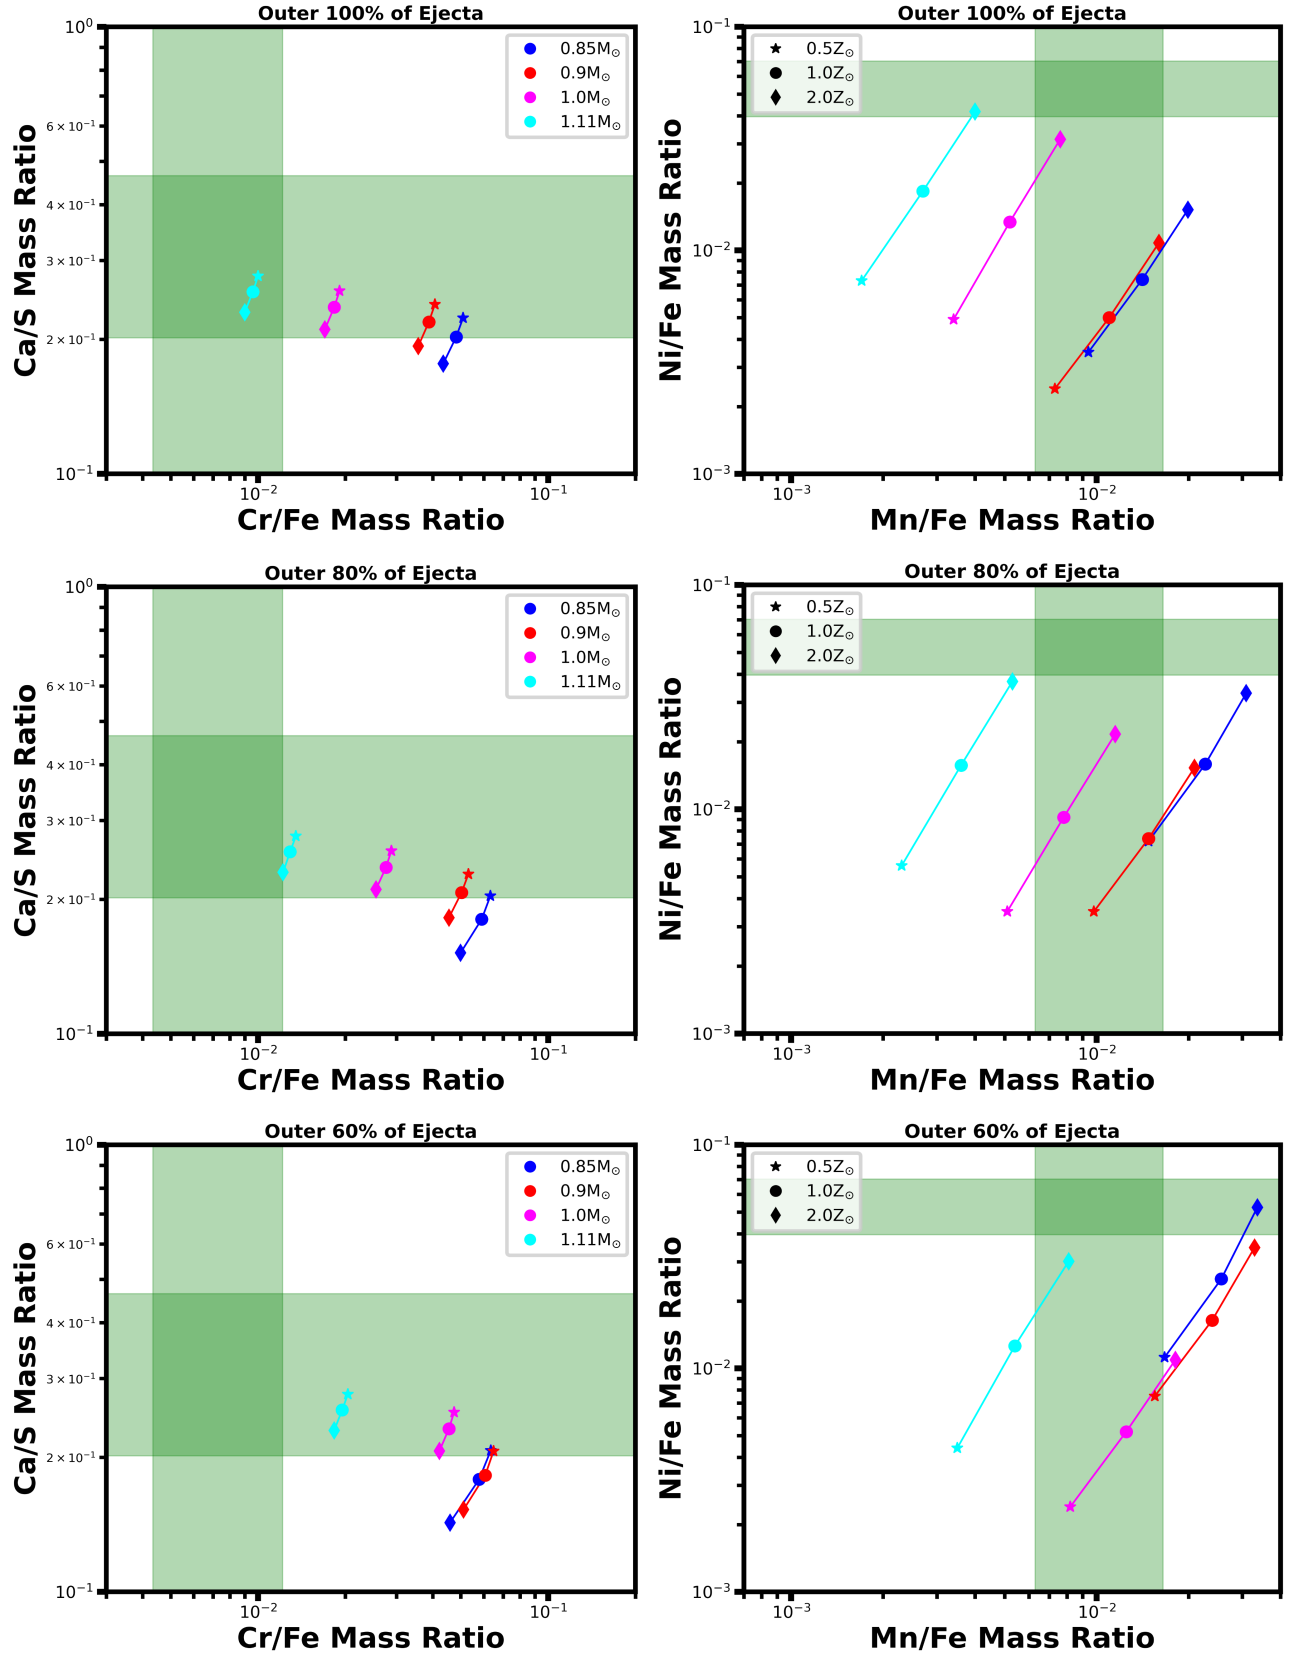 Outer 100% of Ejecta
10⁰
6 × 10⁻¹
4 × 10⁻¹
3 × 10⁻¹
2 × 10⁻¹
10⁻¹
Ca/S Mass Ratio
0.85M⊙
0.9M⊙
1.0M⊙
1.11M⊙
10⁻² 10⁻¹
Cr/Fe Mass Ratio
Outer 100% of Ejecta
10⁻¹
10⁻²
10⁻³
Ni/Fe Mass Ratio
0.5Z⊙
1.0Z⊙
2.0Z⊙
10⁻³ 10⁻²
Mn/Fe Mass Ratio
Outer 80% of Ejecta
10⁰
6 × 10⁻¹
4 × 10⁻¹
3 × 10⁻¹
2 × 10⁻¹
10⁻¹
Ca/S Mass Ratio
0.85M⊙
0.9M⊙
1.0M⊙
1.11M⊙
10⁻² 10⁻¹
Cr/Fe Mass Ratio
Outer 80% of Ejecta
10⁻¹
10⁻²
10⁻³
Ni/Fe Mass Ratio
0.5Z⊙
1.0Z⊙
2.0Z⊙
10⁻³ 10⁻²
Mn/Fe Mass Ratio
Outer 60% of Ejecta
10⁰
6 × 10⁻¹
4 × 10⁻¹
3 × 10⁻¹
2 × 10⁻¹
10⁻¹
Ca/S Mass Ratio
0.85M⊙
0.9M⊙
1.0M⊙
1.11M⊙
10⁻² 10⁻¹
Cr/Fe Mass Ratio
Outer 60% of Ejecta
10⁻¹
10⁻²
10⁻³
Ni/Fe Mass Ratio
0.5Z⊙
1.0Z⊙
2.0Z⊙
10⁻³ 10⁻²
Mn/Fe Mass Ratio